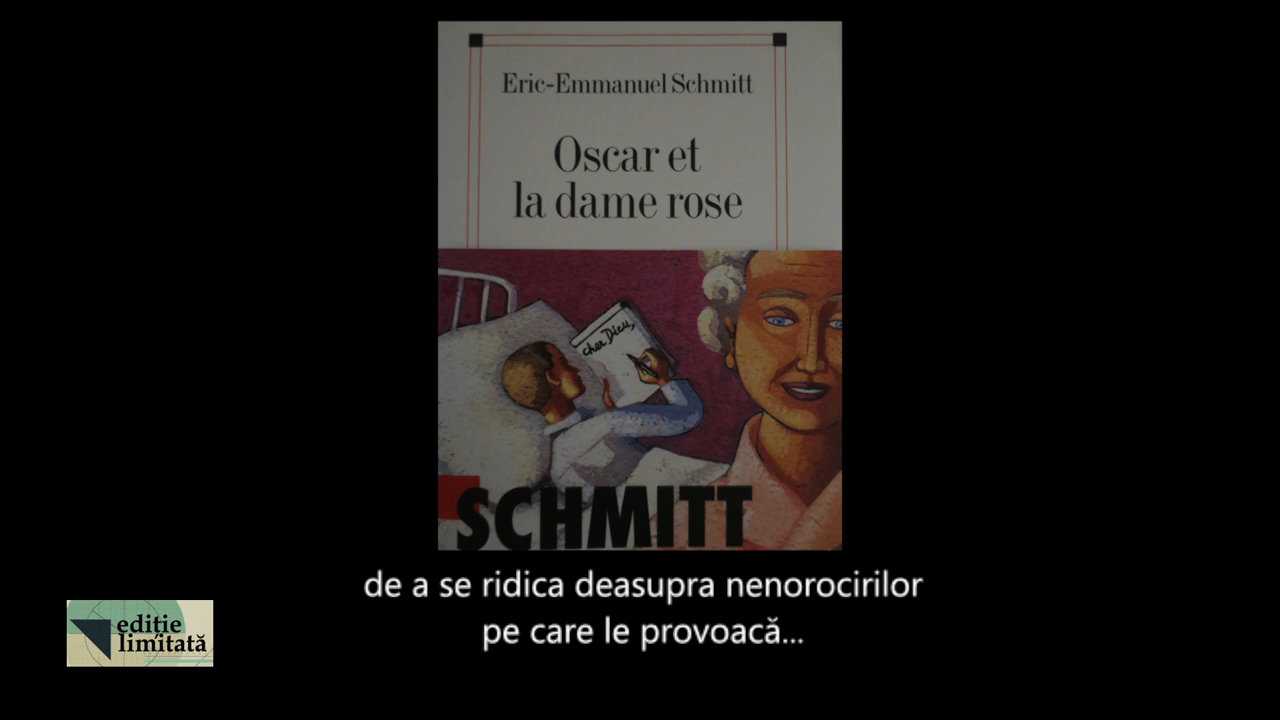 Eric-Emmanuel Schmitt
Oscar et
la dame rose
cher Dieu,
SCHMITT
de a se ridica deasupra nenorocirilor
pe care le provoacă...
ediție
limitată